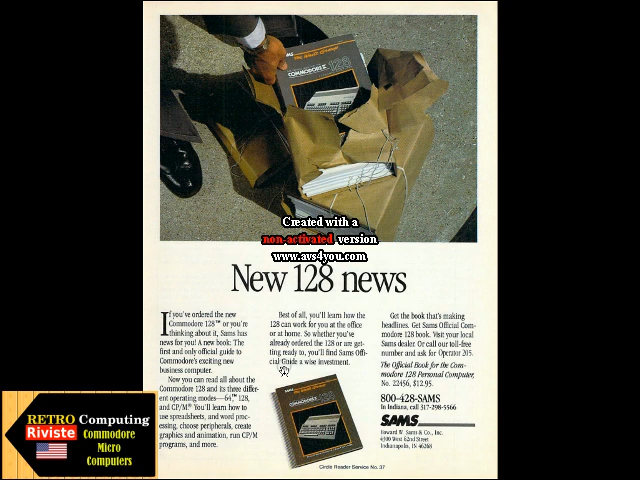 SAMS
COMMODORE
128
Created with a
non-activated version
www.avs4you.com
New 128 news
If you've ordered the new
Commodore 128™ or you're
thinking about it, Sams has
news for you! A new book: The
first and only official guide to
Commodore's exciting new
business computer.
Now you can read all about the
Commodore 128 and its three differ-
ent operating modes—64,™ 128,
and CP/M® You'll learn how to
use spreadsheets, and word proc-
essing, choose peripherals, create
graphics and animation, run CP/M
programs, and more.
Best of all, you'll learn how the
128 can work for you at the office
or at home. So whether you've
already ordered the 128 or are get-
ting ready to, you'll find Sams Offi-
cial Guide a wise investment.
Get the book that's making
headlines. Get Sams Official Com-
modore 128 book. Visit your local
Sams dealer. Or call our toll-free
number and ask for Operator 205.
The Official Book for the Com-
modore 128 Personal Computer,
No. 22456, $12.95.
800-428-SAMS
In Indiana, call 317-298-5566
SAMS
Howard W. Sams & Co., Inc.
4300 West 62nd Street
Indianapolis, IN 46268
COMMODORE
128
Circle Reader Service No. 37
RETRO Computing
Riviste
Commodore
Micro
Computers